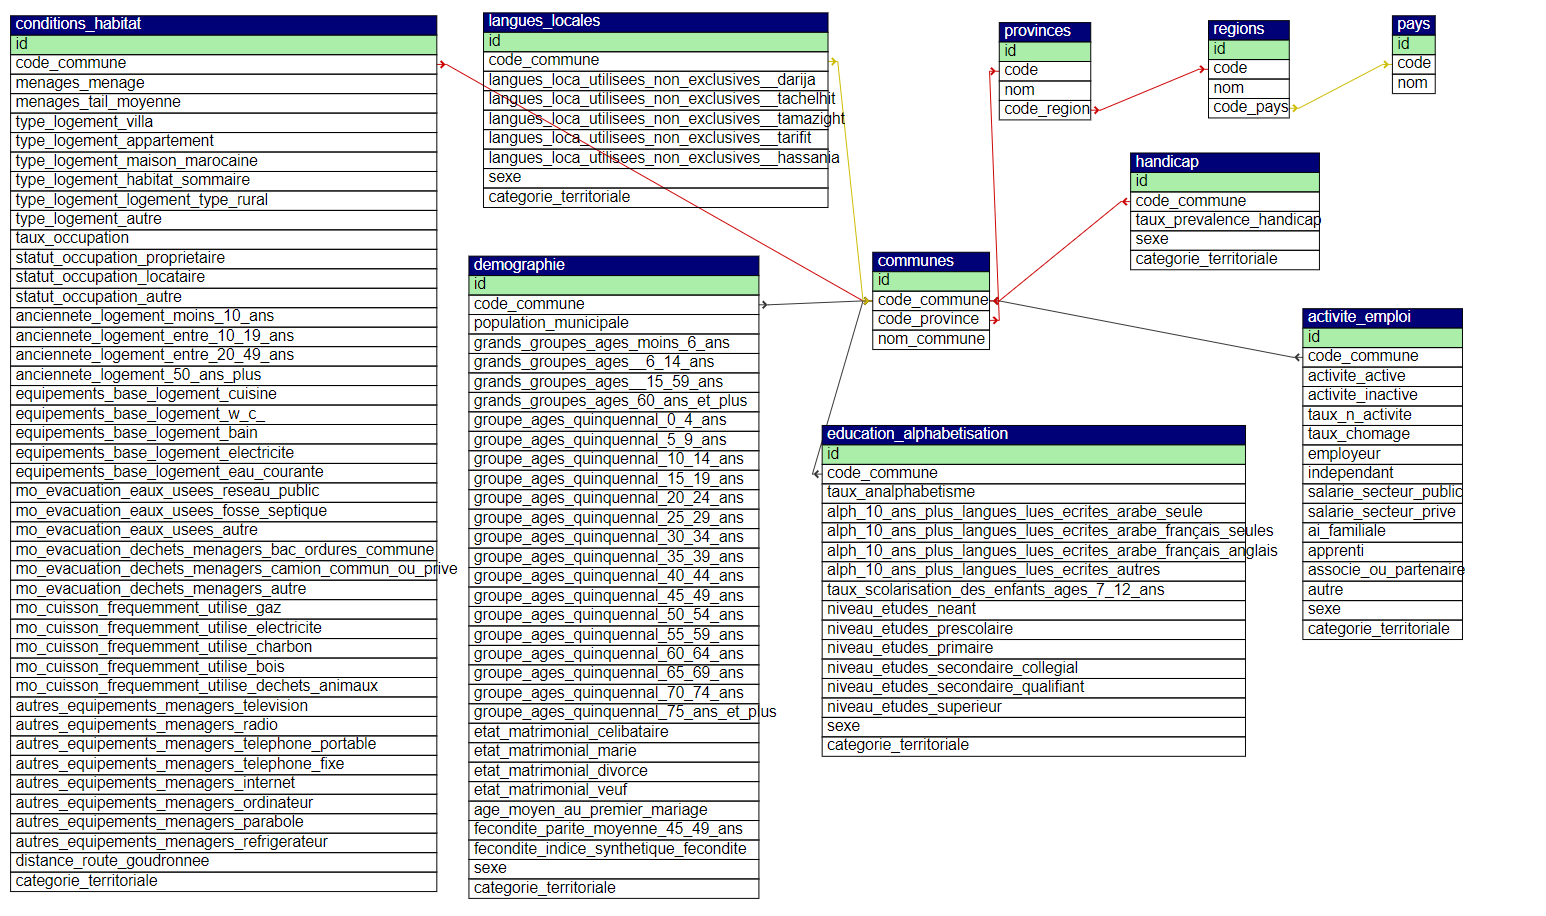 conditions_habitat
id
code_commune
menages_menage
menages_tail_moyenne
type_logement_villa
type_logement_appartement
type_logement_maison_marocaine
type_logement_habitat_sommaire
type_logement_logement_type_rural
type_logement_autre
taux_occupation
statut_occupation_proprietaire
statut_occupation_locataire
statut_occupation_autre
anciennete_logement_moins_10_ans
anciennete_logement_entre_10_19_ans
anciennete_logement_entre_20_49_ans
anciennete_logement_50_ans_plus
equipements_base_logement_cuisine
equipements_base_logement_w_c_
equipements_base_logement_bain
equipements_base_logement_electricite
equipements_base_logement_eau_courante
mo_evacuation_eaux_usees_reseau_public
mo_evacuation_eaux_usees_fosse_septique
mo_evacuation_eaux_usees_autre
mo_evacuation_dechets_menagers_bac_ordures_commune
mo_evacuation_dechets_menagers_camion_commun_ou_prive
mo_evacuation_dechets_menagers_autre
mo_cuisson_frequemment_utilise_gaz
mo_cuisson_frequemment_utilise_electricite
mo_cuisson_frequemment_utilise_charbon
mo_cuisson_frequemment_utilise_bois
mo_cuisson_frequemment_utilise_dechets_animaux
autres_equipements_menagers_television
autres_equipements_menagers_radio
autres_equipements_menagers_telephone_portable
autres_equipements_menagers_telephone_fixe
autres_equipements_menagers_internet
autres_equipements_menagers_ordinateur
autres_equipements_menagers_parabole
autres_equipements_menagers_refrigerateur
distance_route_goudronnee
categorie_territoriale
langues_locales
id
code_commune
langues_loca_utilisees_non_exclusives__darija
langues_loca_utilisees_non_exclusives__tachelhit
langues_loca_utilisees_non_exclusives__tamazight
langues_loca_utilisees_non_exclusives__tarifit
langues_loca_utilisees_non_exclusives__hassania
sexe
categorie_territoriale
demographie
id
code_commune
population_municipale
grands_groupes_ages_moins_6_ans
grands_groupes_ages__6_14_ans
grands_groupes_ages__15_59_ans
grands_groupes_ages_60_ans_et_plus
groupe_ages_quinquennal_0_4_ans
groupe_ages_quinquennal_5_9_ans
groupe_ages_quinquennal_10_14_ans
groupe_ages_quinquennal_15_19_ans
groupe_ages_quinquennal_20_24_ans
groupe_ages_quinquennal_25_29_ans
groupe_ages_quinquennal_30_34_ans
groupe_ages_quinquennal_35_39_ans
groupe_ages_quinquennal_40_44_ans
groupe_ages_quinquennal_45_49_ans
groupe_ages_quinquennal_50_54_ans
groupe_ages_quinquennal_55_59_ans
groupe_ages_quinquennal_60_64_ans
groupe_ages_quinquennal_65_69_ans
groupe_ages_quinquennal_70_74_ans
groupe_ages_quinquennal_75_ans_et_plus
etat_matrimonial_celibataire
etat_matrimonial_marie
etat_matrimonial_divorce
etat_matrimonial_veuf
age_moyen_au_premier_mariage
fecondite_parite_moyenne_45_49_ans
fecondite_indice_synthetique_fecondite
sexe
categorie_territoriale
provinces
id
code
nom
code_region
regions
id
code
nom
code_pays
pays
id
code
nom
handicap
id
code_commune
taux_prevalence_handicap
sexe
categorie_territoriale
communes
id
code_commune
code_province
nom_commune
education_alphabetisation
id
code_commune
taux_analphabetisme
alph_10_ans_plus_langues_lues_ecrites_arabe_seule
alph_10_ans_plus_langues_lues_ecrites_arabe_français_seules
alph_10_ans_plus_langues_lues_ecrites_arabe_français_anglais
alph_10_ans_plus_langues_lues_ecrites_autres
taux_scolarisation_des_enfants_ages_7_12_ans
niveau_etudes_neant
niveau_etudes_prescolaire
niveau_etudes_primaire
niveau_etudes_secondaire_collegial
niveau_etudes_secondaire_qualifiant
niveau_etudes_superieur
sexe
categorie_territoriale
activite_emploi
id
code_commune
activite_active
activite_inactive
taux_n_activite
taux_chomage
employeur
independant
salarie_secteur_public
salarie_secteur_prive
ai_familiale
apprenti
associe_ou_partenaire
autre
sexe
categorie_territoriale